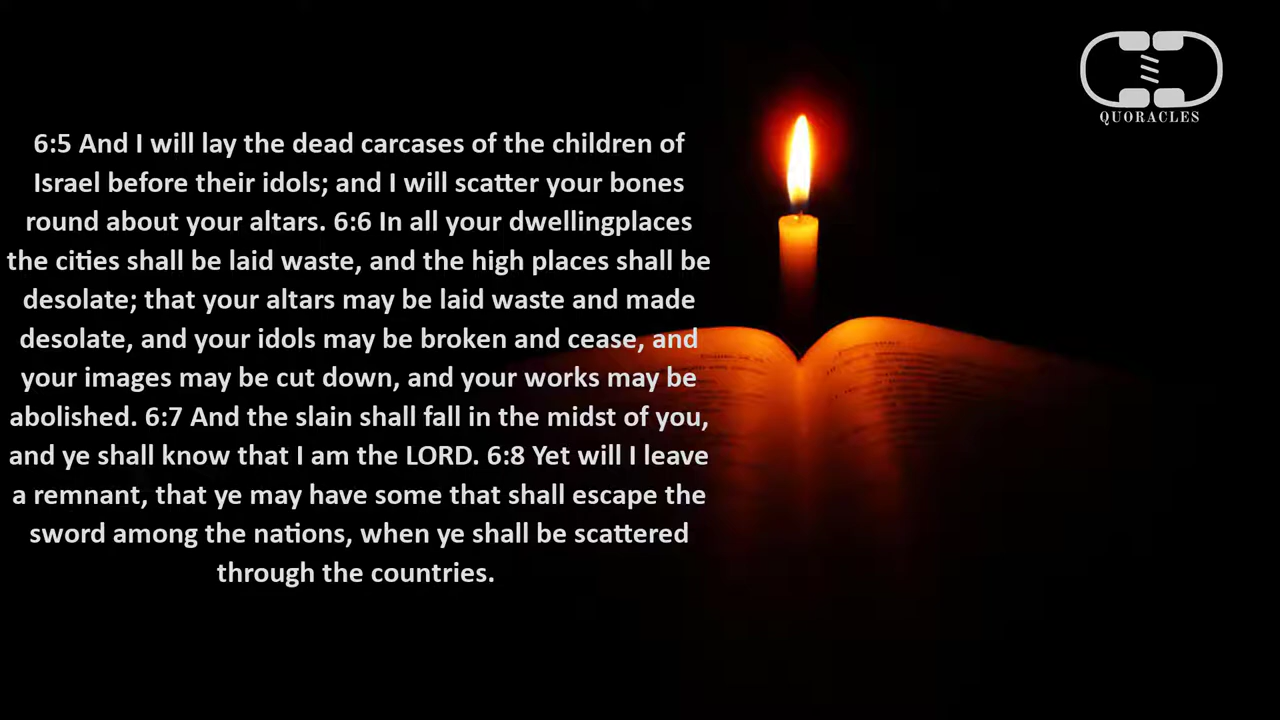 6:5 And I will lay the dead carcases of the children of
Israel before their idols; and I will scatter your bones
round about your altars. 6:6 In all your dwellingplaces
the cities shall be laid waste, and the high places shall be
desolate; that your altars may be laid waste and made
desolate, and your idols may be broken and cease, and
your images may be cut down, and your works may be
abolished. 6:7 And the slain shall fall in the midst of you,
and ye shall know that I am the LORD. 6:8 Yet will I leave
a remnant, that ye may have some that shall escape the
sword among the nations, when ye shall be scattered
through the countries.
QUORACLES